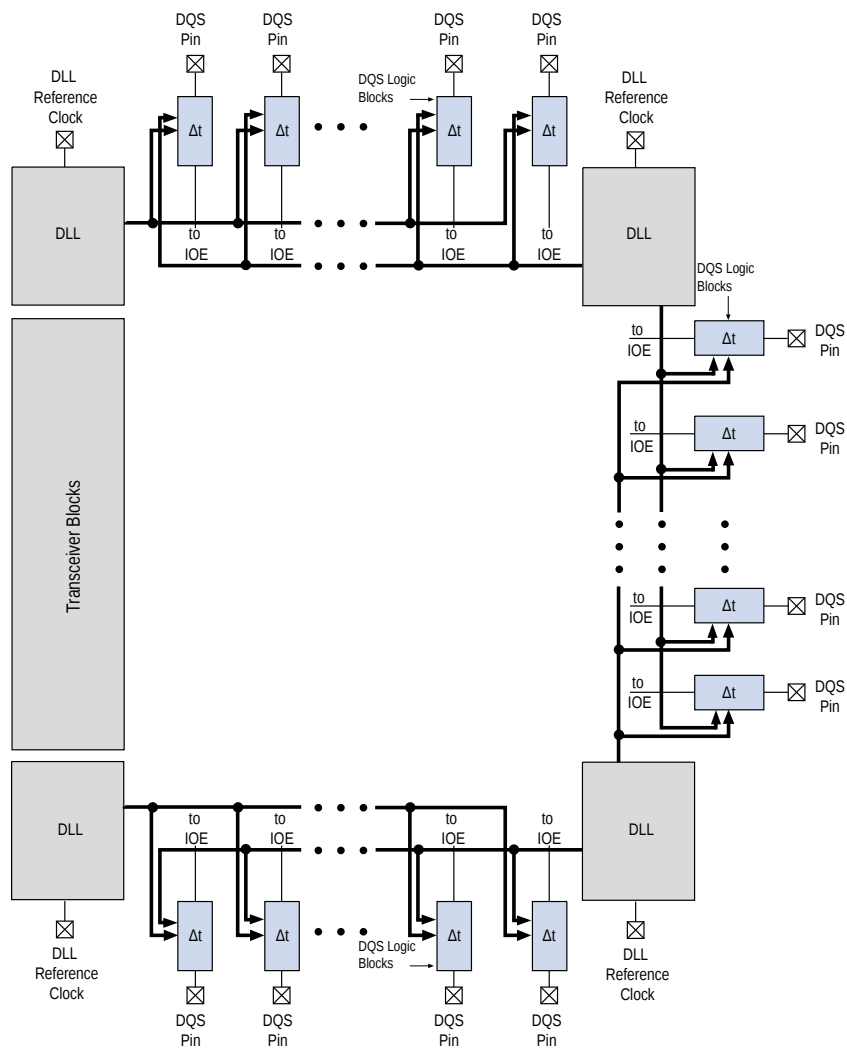 DQS
Pin
DQS
Pin
DQS
Pin
DQS
Pin
DLL
Reference
Clock
DQS Logic
Blocks
DLL
Reference
Clock
Δt
Δt
Δt
Δt
DLL
DLL
to
IOE
to
IOE
to
IOE
to
IOE
DQS Logic
Blocks
to
IOE
Δt
DQS
Pin
to
IOE
Δt
DQS
Pin
Transceiver Blocks
to
IOE
Δt
DQS
Pin
to
IOE
Δt
DQS
Pin
DLL
DLL
to
IOE
to
IOE
to
IOE
to
IOE
Δt
Δt
Δt
Δt
DLL
Reference
Clock
DQS Logic
Blocks
DLL
Reference
Clock
DQS
Pin
DQS
Pin
DQS
Pin
DQS
Pin